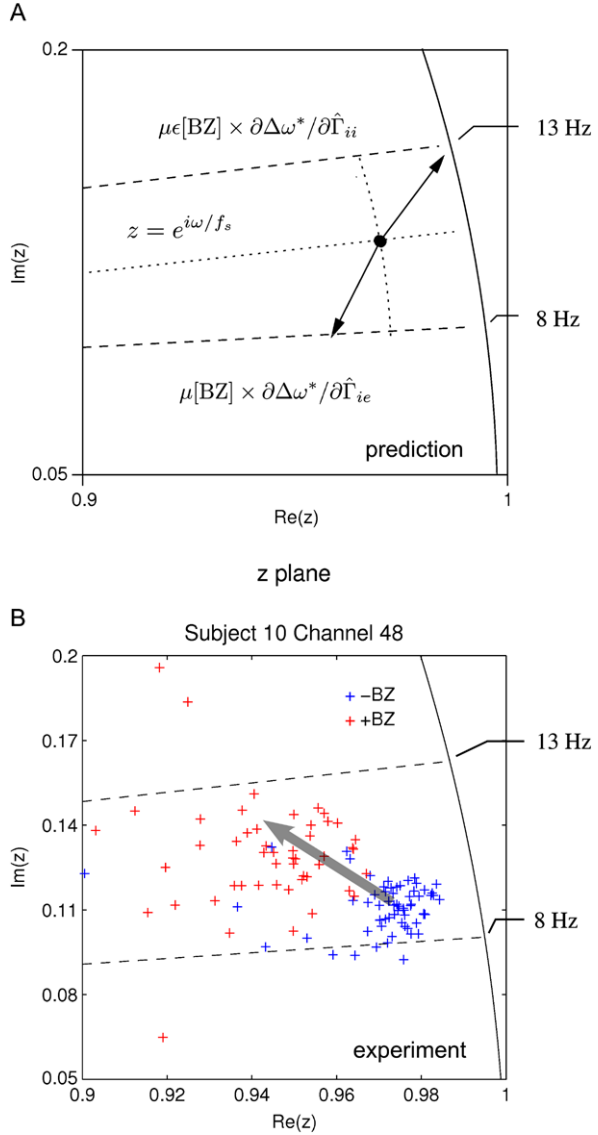 A
0.2
13 Hz
μϵ[BZ] × ∂Δω*/∂Γ̂ii
z = e^{iω/fs}
Im(z)
8 Hz
μ[BZ] × ∂Δω*/∂Γ̂ie
prediction
0.05
0.9
1
Re(z)
z plane
B
Subject 10 Channel 48
0.2
−BZ
+BZ
0.17
13 Hz
0.14
Im(z)
0.11
8 Hz
0.08
experiment
0.05
0.9
0.92
0.94
0.96
0.98
1
Re(z)